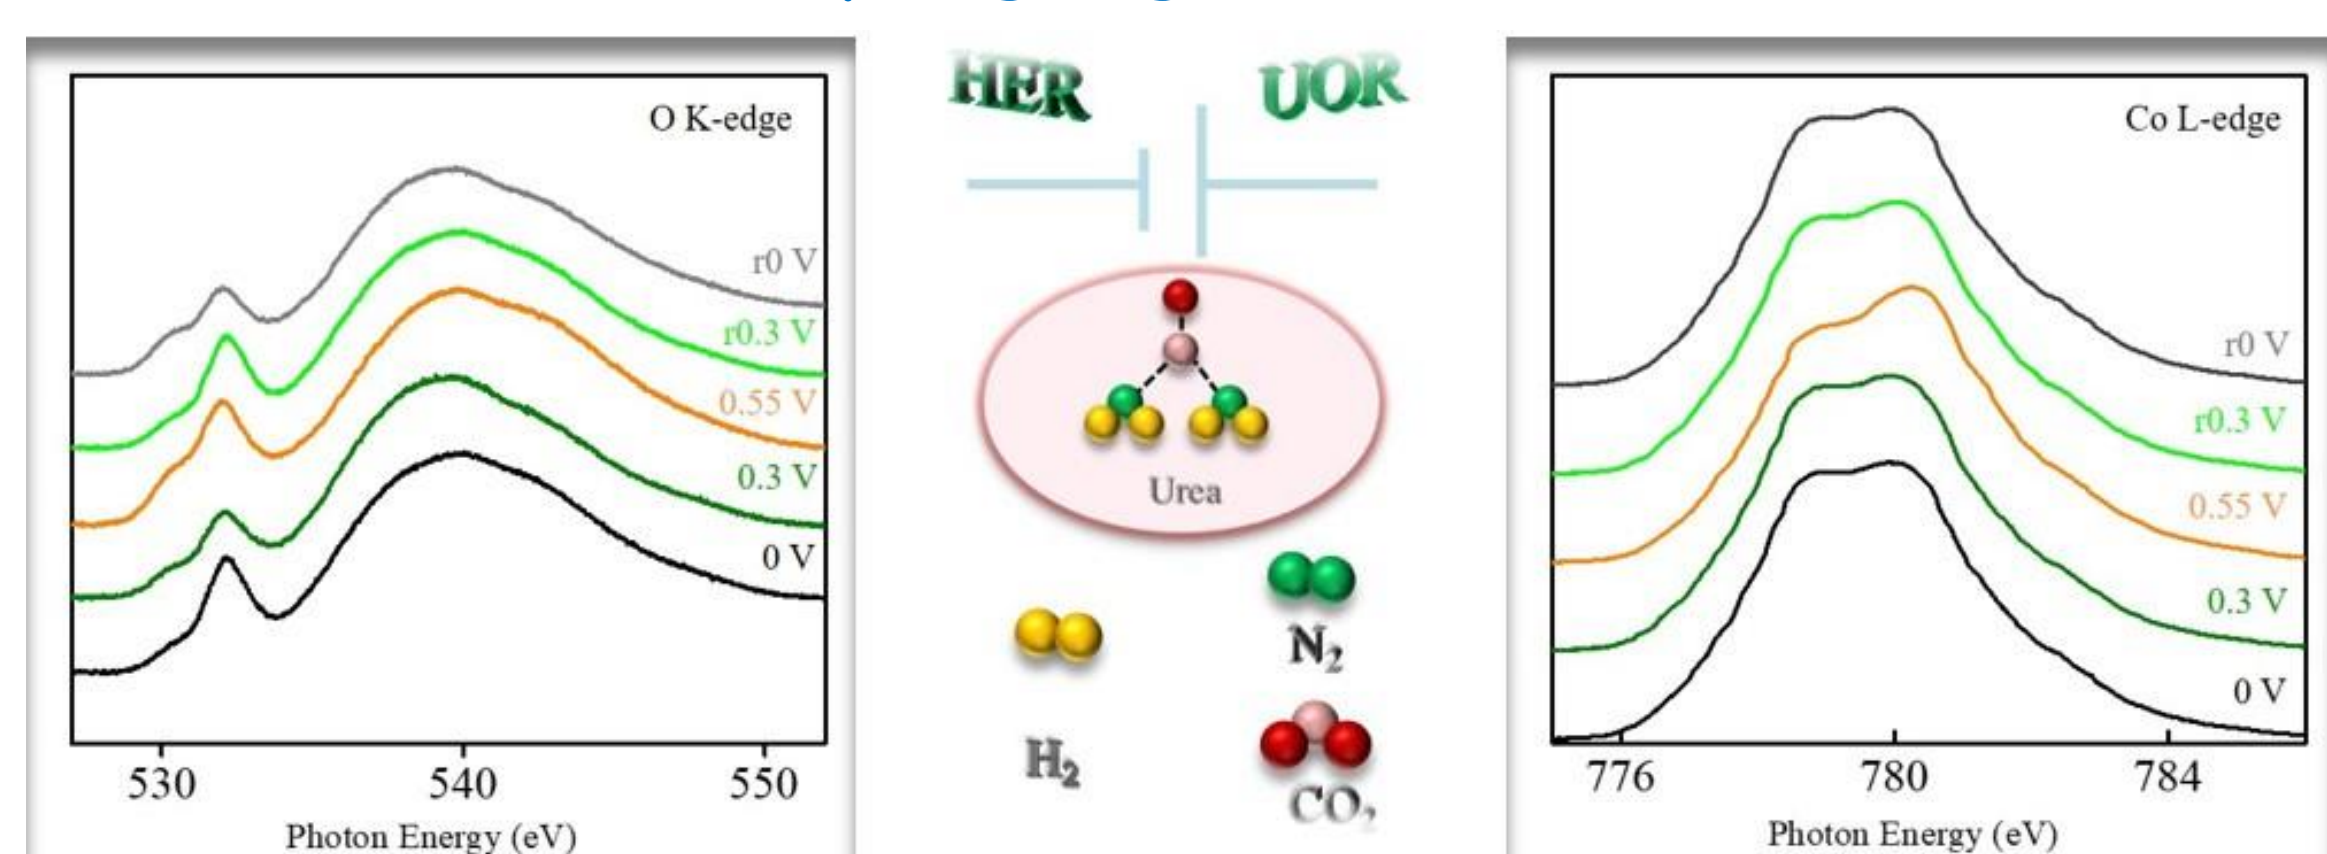 O K-edge
r0 V
r0.3 V
0.55 V
0.3 V
0 V
530 540 550
Photon Energy (eV)
HER UOR
Urea
N₂
H₂
CO₂
Co L-edge
r0 V
r0.3 V
0.55 V
0.3 V
0 V
776 780 784
Photon Energy (eV)